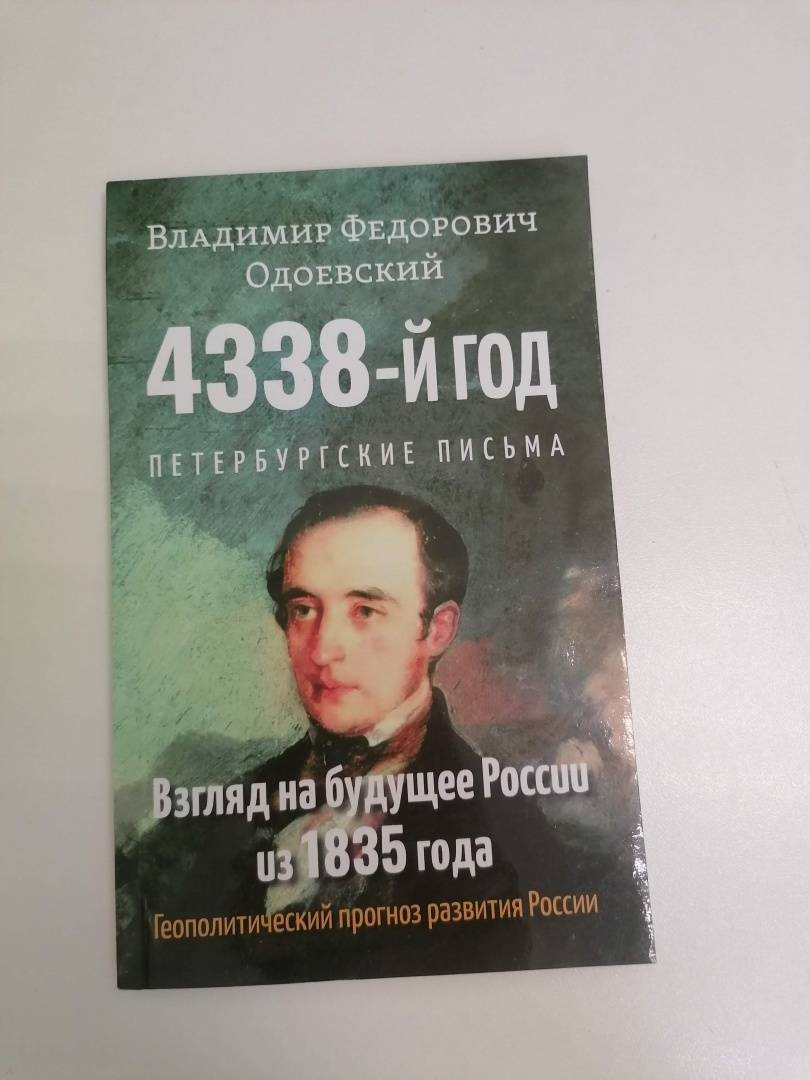 Владимир Федорович
Одоевский
4338-й год
ПЕТЕРБУРГСКИЕ ПИСЬМА
Взгляд на будущее России
из 1835 года
Геополитический прогноз развития России